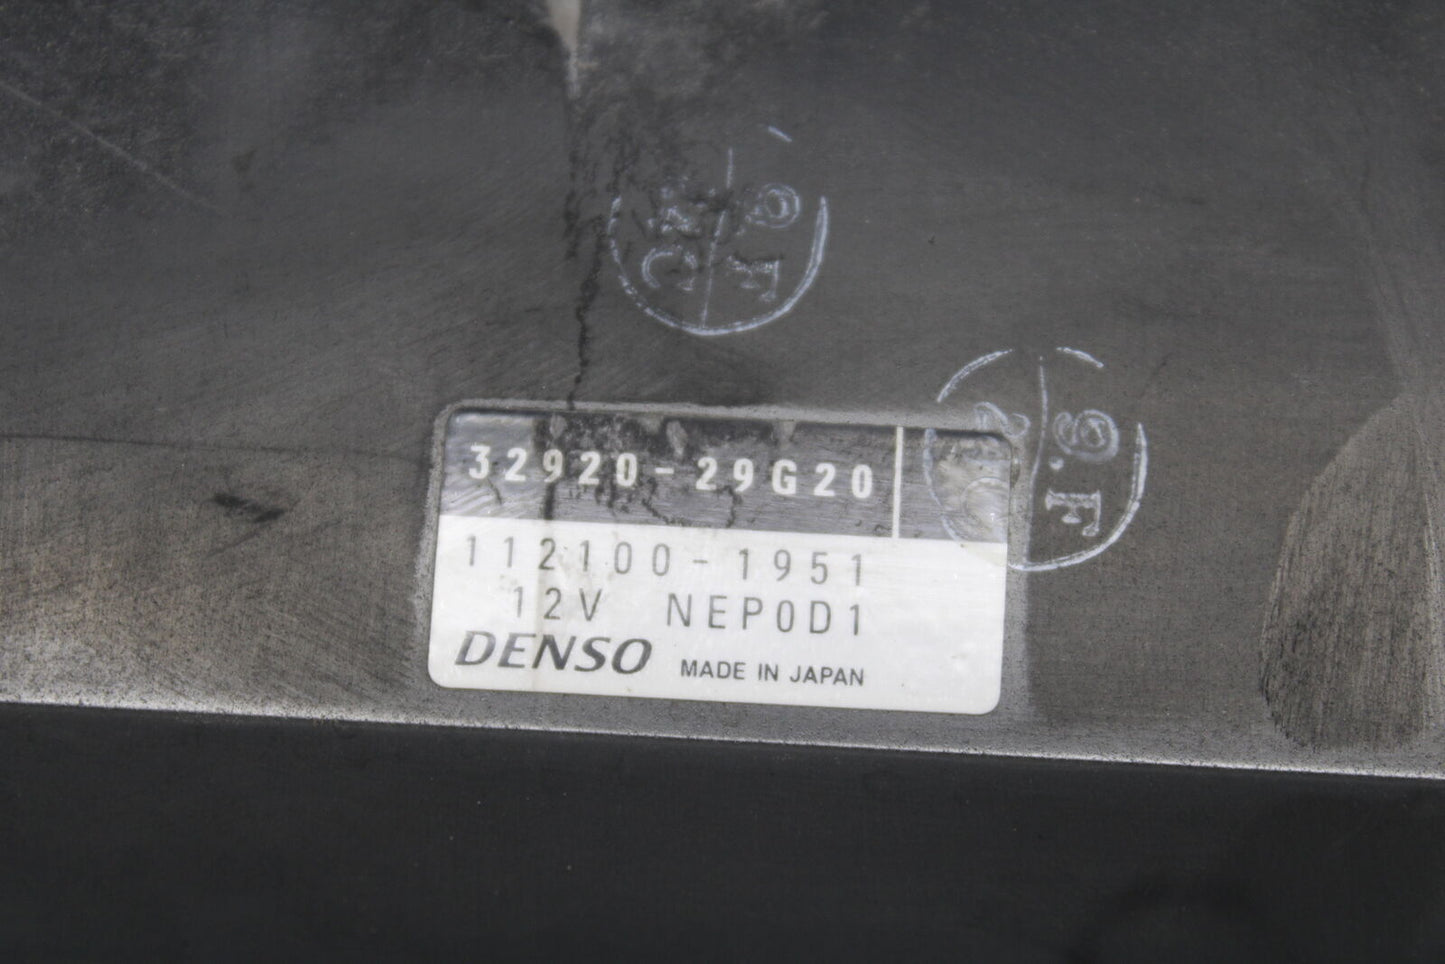 32920-29G20
112100-1951
12V NEP0D1
DENSO MADE IN JAPAN